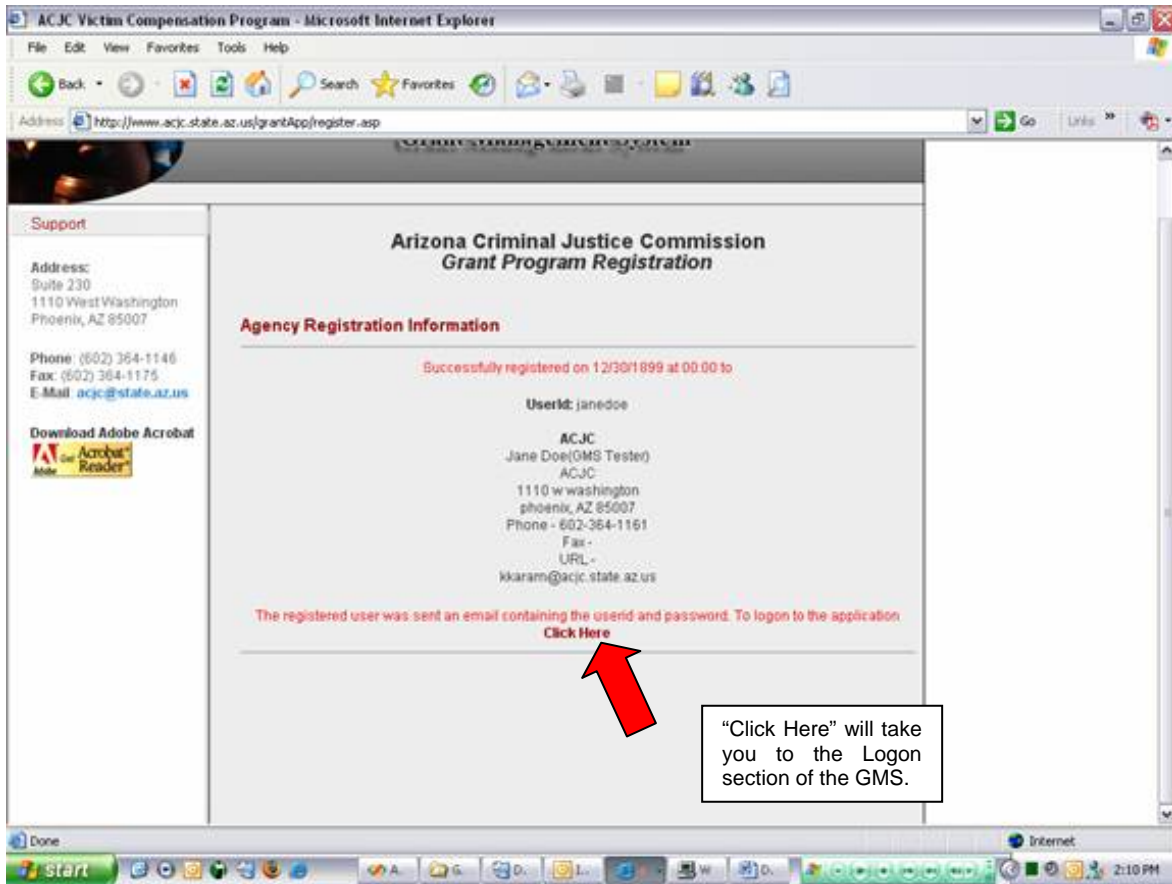 ACJC Victim Compensation Program - Microsoft Internet Explorer
File Edit View Favorites Tools Help
Back Search Favorites
Address http://www.acjc.state.az.us/grantApp/register.asp Go Links »
Grant Management System
Support
Address:
Suite 230
1110 West Washington
Phoenix, AZ 85007
Phone: (602) 364-1146
Fax: (602) 364-1175
E-Mail: acjc@state.az.us
Download Adobe Acrobat
Get Acrobat Reader
Adobe
Arizona Criminal Justice Commission
Grant Program Registration
Agency Registration Information
Successfully registered on 12/30/1899 at 00:00 to
UserId: janedoe
ACJC
Jane Doe(GMS Tester)
ACJC
1110 w washington
phoenix, AZ 85007
Phone - 602-364-1161
Fax -
URL -
kkaram@acjc.state.az.us
The registered user was sent an email containing the userid and password. To logon to the application
Click Here
“Click Here” will take
you to the Logon
section of the GMS.
Done Internet
start A. G. D. I.. W D. 2:10 PM